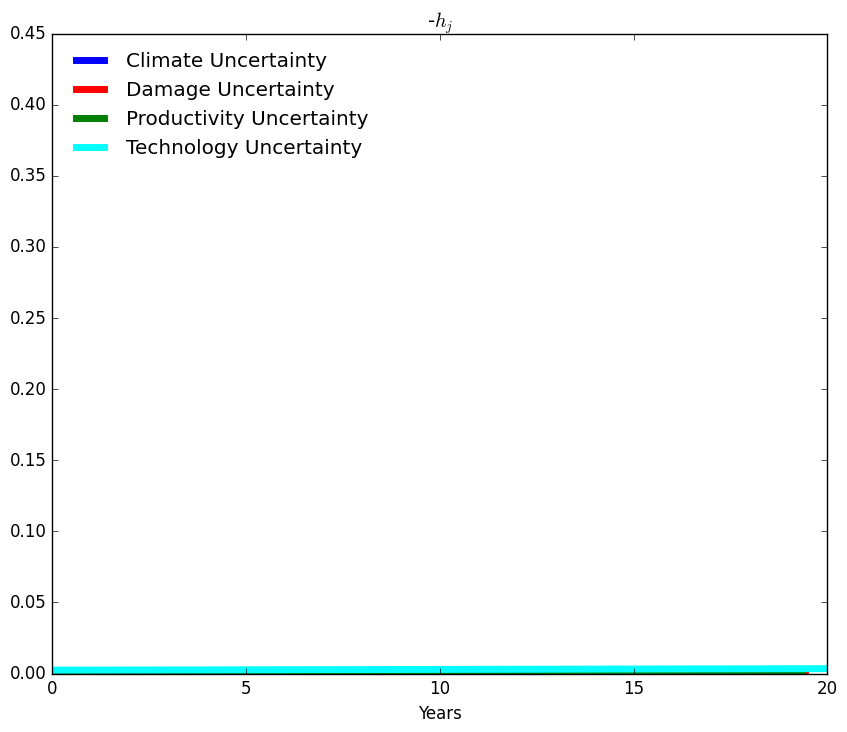 -h_j
0.45
Climate Uncertainty
Damage Uncertainty
Productivity Uncertainty
Technology Uncertainty
0.40
0.35
0.30
0.25
0.20
0.15
0.10
0.05
0.00
0 5 10 15 20
Years